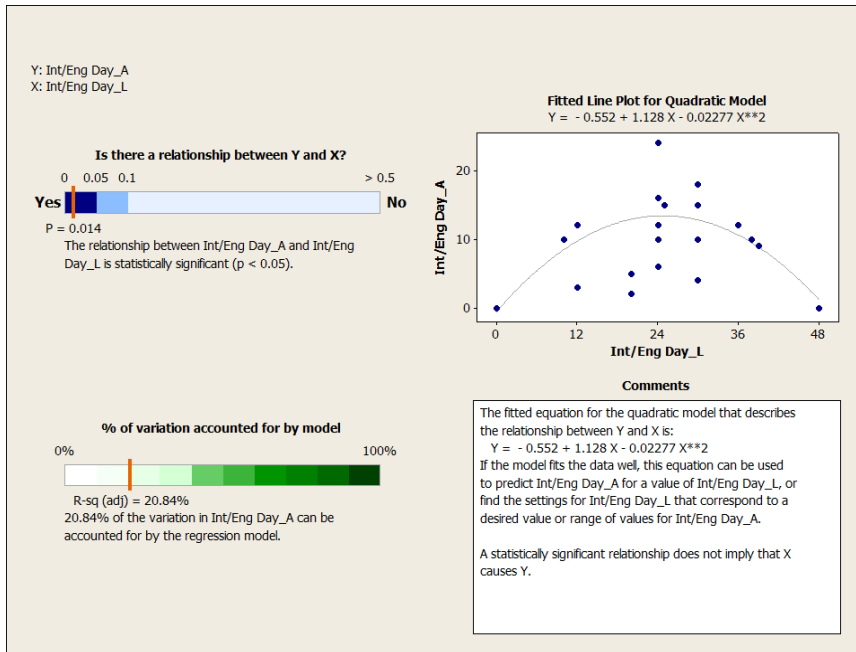 Y: Int/Eng Day_A
X: Int/Eng Day_L
Is there a relationship between Y and X?
0 0.05 0.1 > 0.5
Yes No
P = 0.014
The relationship between Int/Eng Day_A and Int/Eng
Day_L is statistically significant (p < 0.05).
% of variation accounted for by model
0% 100%
R-sq (adj) = 20.84%
20.84% of the variation in Int/Eng Day_A can be
accounted for by the regression model.
Fitted Line Plot for Quadratic Model
Y = - 0.552 + 1.128 X - 0.02277 X**2
Int/Eng Day_A
20
10
0
0 12 24 36 48
Int/Eng Day_L
Comments
The fitted equation for the quadratic model that describes
the relationship between Y and X is:
Y = - 0.552 + 1.128 X - 0.02277 X**2
If the model fits the data well, this equation can be used
to predict Int/Eng Day_A for a value of Int/Eng Day_L, or
find the settings for Int/Eng Day_L that correspond to a
desired value or range of values for Int/Eng Day_A.
A statistically significant relationship does not imply that X
causes Y.